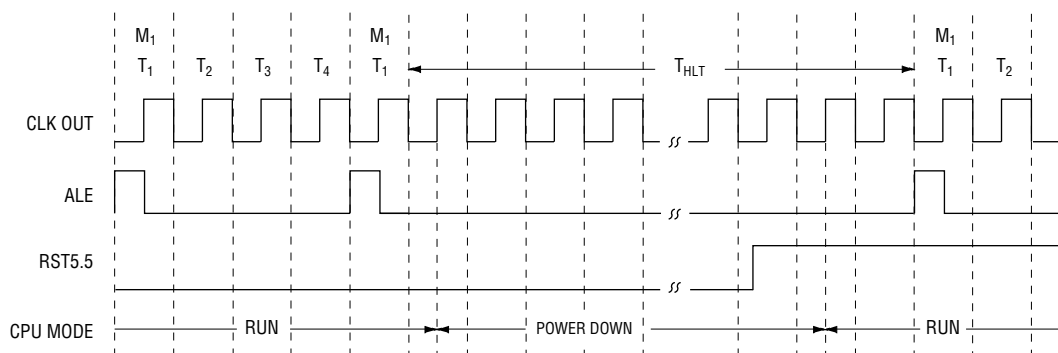 M₁ M₁ M₁
T₁ T₂ T₃ T₄ T₁ T_HLT T₁ T₂
CLK OUT
ALE
RST5.5
CPU MODE RUN POWER DOWN RUN